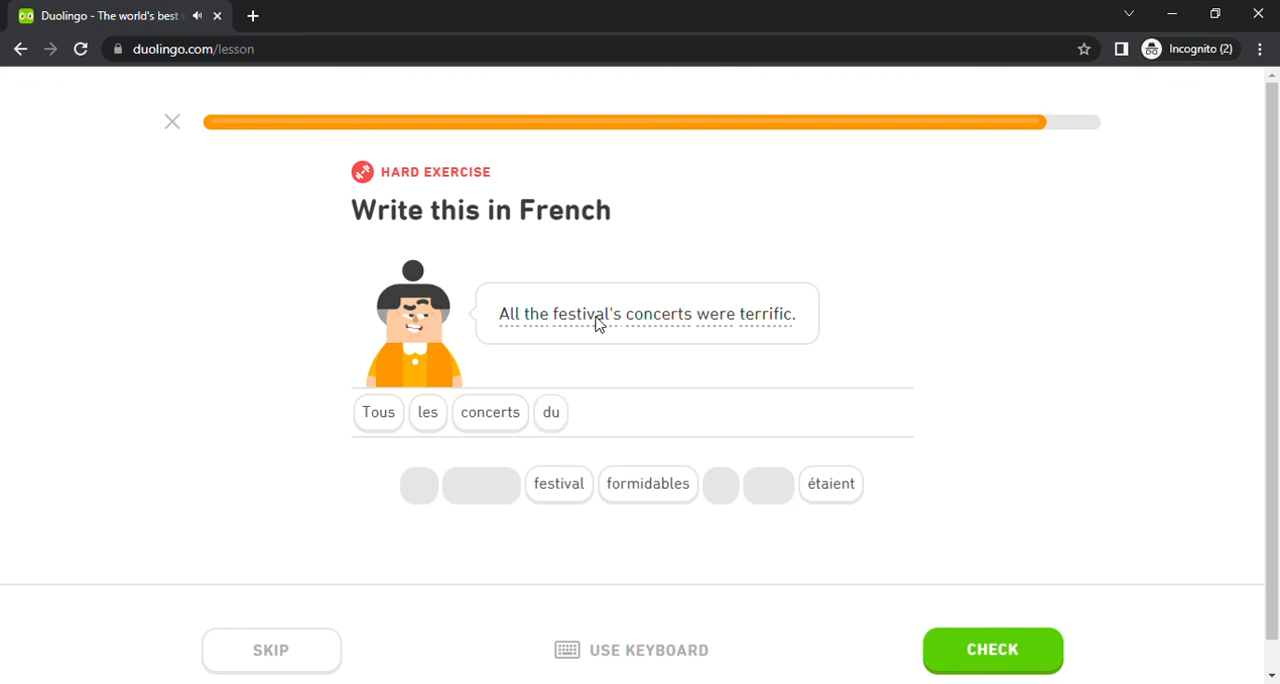 Duolingo - The world's best
duolingo.com/lesson
Incognito (2)
HARD EXERCISE
Write this in French
All the festival's concerts were terrific.
Tous les concerts du
festival formidables étaient
SKIP
USE KEYBOARD
CHECK